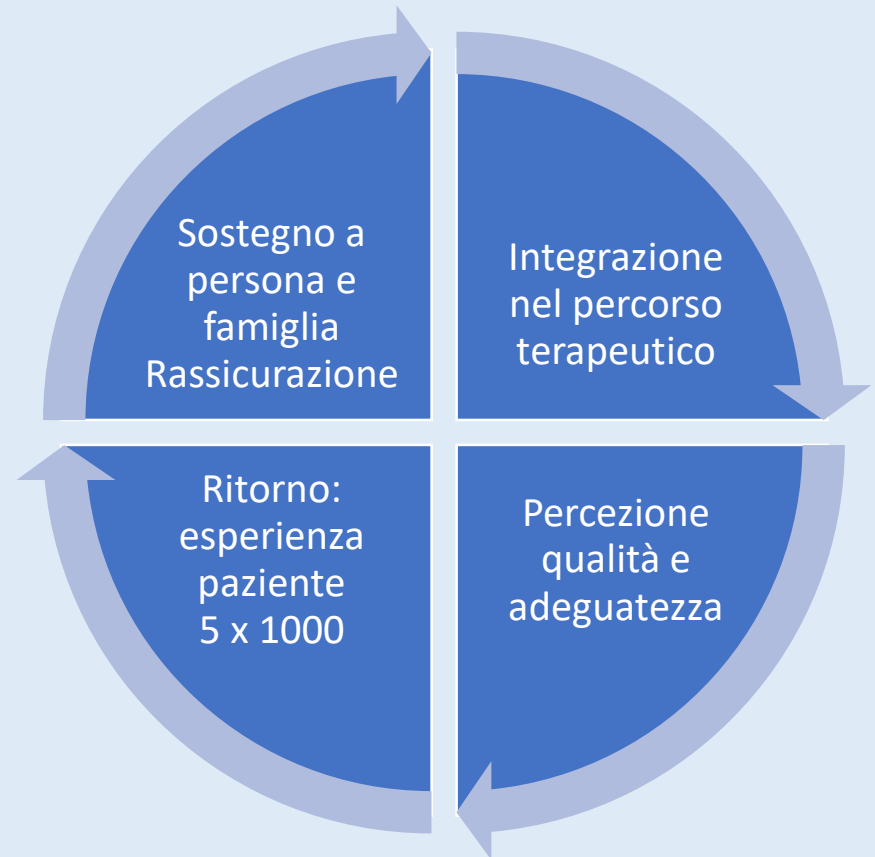 Sostegno a
persona e
famiglia
Rassicurazione
Integrazione
nel percorso
terapeutico
Percezione
qualità e
adeguatezza
Ritorno:
esperienza
paziente
5 x 1000